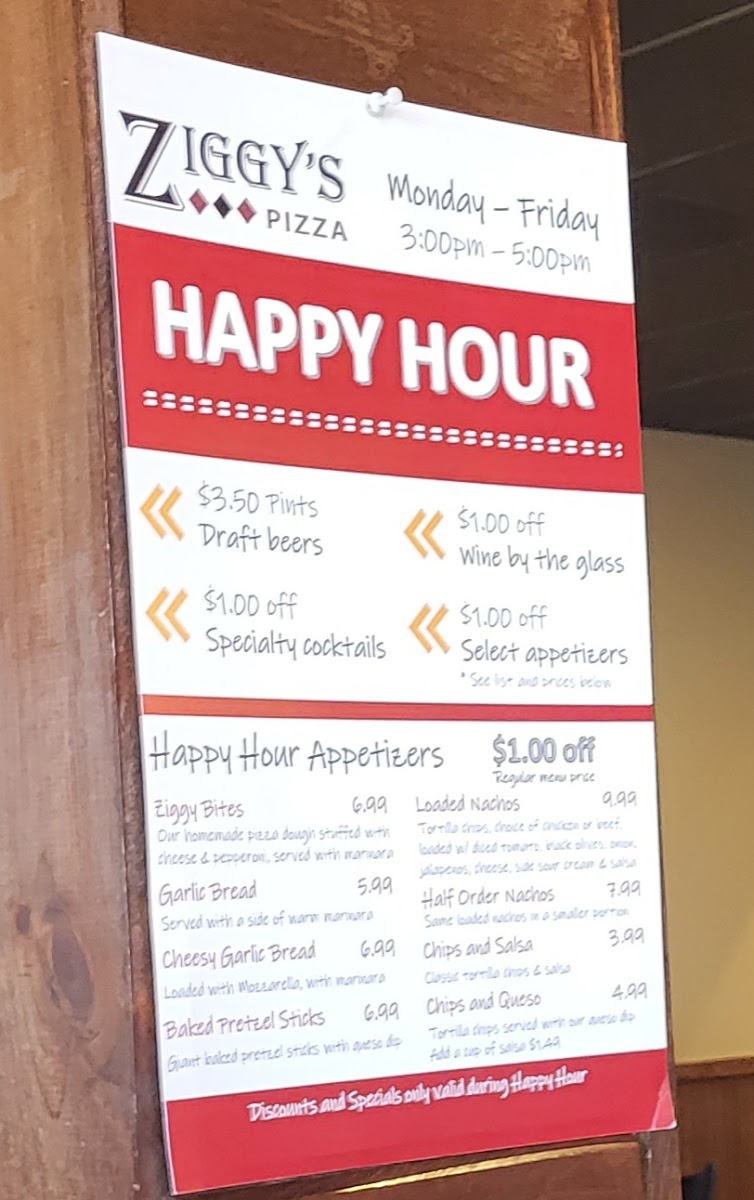 ZIGGY'S
PIZZA
Monday – Friday
3:00pm – 5:00pm
HAPPY HOUR
$3.50 Pints
Draft beers
$1.00 off
Wine by the glass
$1.00 off
Specialty cocktails
$1.00 off
Select appetizers
* See list and prices below
Happy Hour Appetizers
$1.00 off
Regular menu price
Ziggy Bites 6.99
Our homemade pizza dough stuffed with
cheese & pepperoni, served with marinara
Garlic Bread 5.99
Served with a side of warm marinara
Cheesy Garlic Bread 6.99
Loaded with Mozzarella, with marinara
Baked Pretzel Sticks 6.99
Giant baked pretzel sticks with queso dip
Loaded Nachos 9.99
Tortilla chips, choice of chicken or beef,
loaded w/ diced tomato, black olives, onion,
jalapenos, cheese, side sour cream & salsa
Half Order Nachos 7.99
Same loaded nachos in a smaller portion
Chips and Salsa 3.99
Classic tortilla chips & salsa
Chips and Queso 4.99
Tortilla chips served with our queso dip
Add a cup of salsa $1.49
Discounts and Specials only valid during Happy Hour